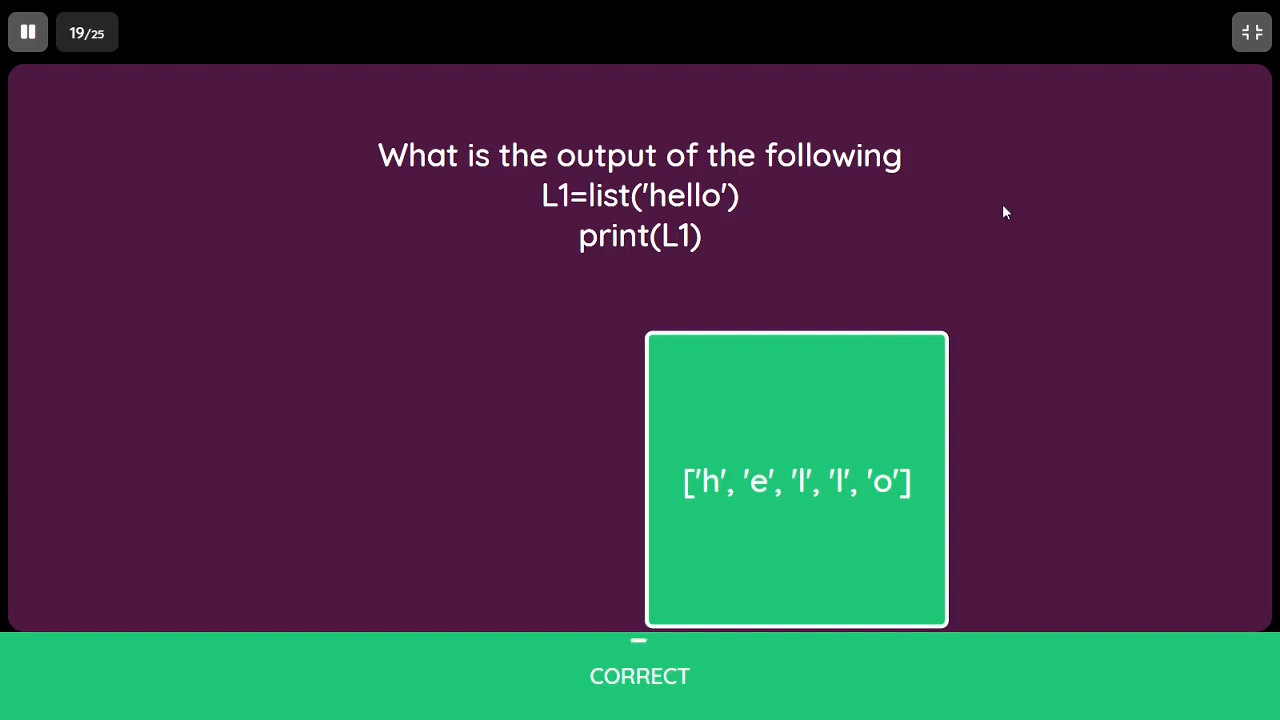 19/25
What is the output of the following
L1=list('hello')
print(L1)
['h', 'e', 'l', 'l', 'o']
CORRECT